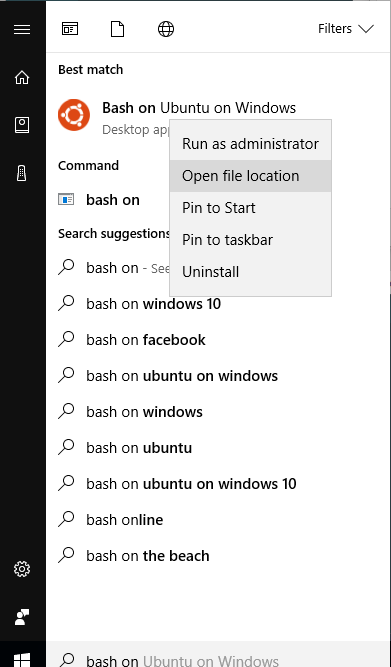 Filters
Best match
Bash on Ubuntu on Windows
Desktop app
Run as administrator
Open file location
Pin to Start
Pin to taskbar
Uninstall
Command
bash on
Search suggestions
bash on - See
bash on windows 10
bash on facebook
bash on ubuntu on windows
bash on windows
bash on ubuntu
bash on ubuntu on windows 10
bash online
bash on the beach
bash on Ubuntu on Windows